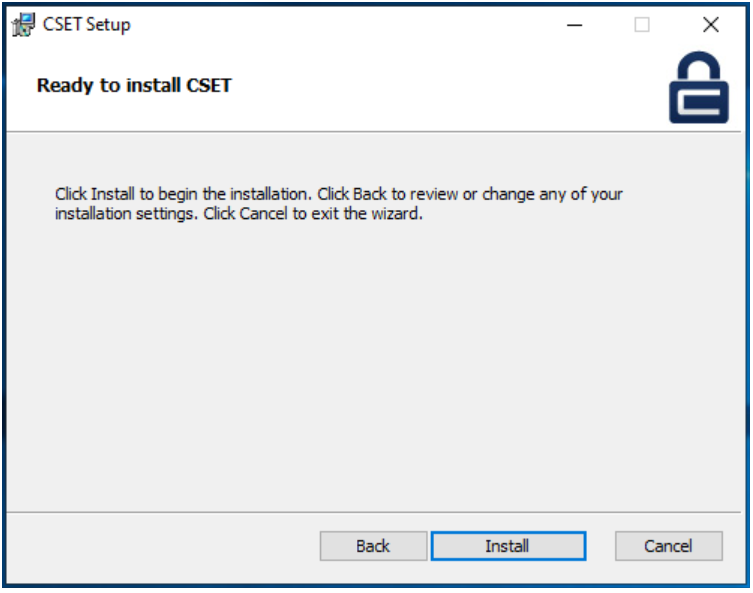 CSET Setup
Ready to install CSET
Click Install to begin the installation. Click Back to review or change any of your
installation settings. Click Cancel to exit the wizard.
Back Install Cancel